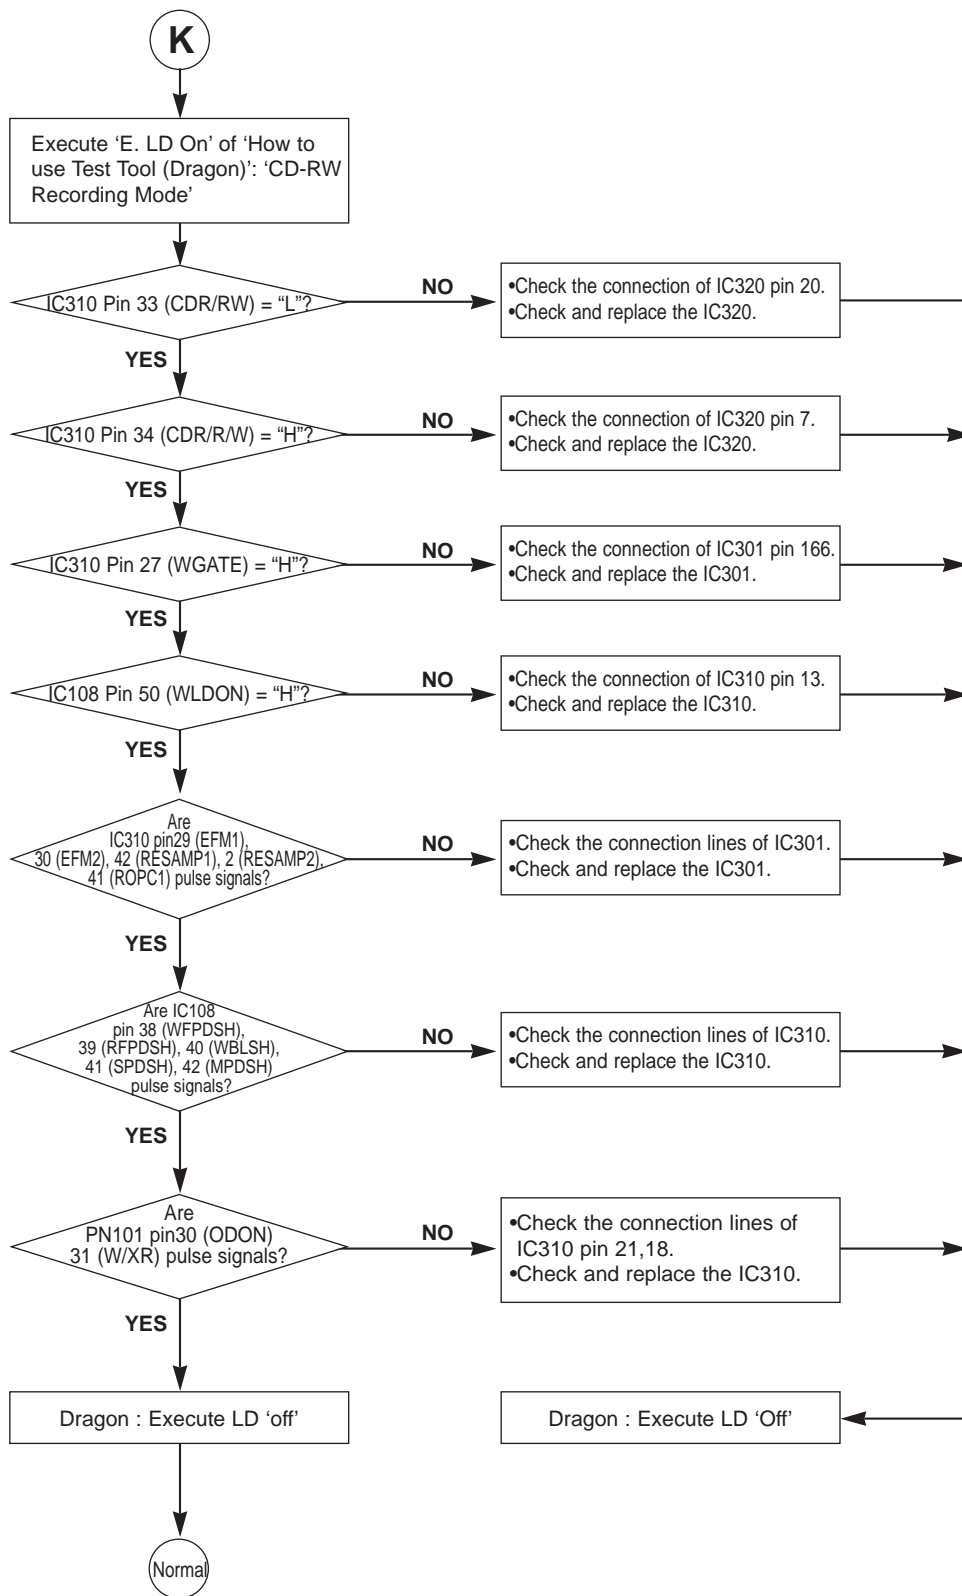 K
Execute ‘E. LD On’ of ‘How to
use Test Tool (Dragon)’: ‘CD-RW
Recording Mode’
IC310 Pin 33 (CDR/RW) = “L”?
NO
•Check the connection of IC320 pin 20.
•Check and replace the IC320.
YES
IC310 Pin 34 (CDR/R/W) = “H”?
NO
•Check the connection of IC320 pin 7.
•Check and replace the IC320.
YES
IC310 Pin 27 (WGATE) = “H”?
NO
•Check the connection of IC301 pin 166.
•Check and replace the IC301.
YES
IC108 Pin 50 (WLDON) = “H”?
NO
•Check the connection of IC310 pin 13.
•Check and replace the IC310.
YES
Are
IC310 pin29 (EFM1),
30 (EFM2), 42 (RESAMP1), 2 (RESAMP2),
41 (ROPC1) pulse signals?
NO
•Check the connection lines of IC301.
•Check and replace the IC301.
YES
Are IC108
pin 38 (WFPDSH),
39 (RFPDSH), 40 (WBLSH),
41 (SPDSH), 42 (MPDSH)
pulse signals?
NO
•Check the connection lines of IC310.
•Check and replace the IC310.
YES
Are
PN101 pin30 (ODON)
31 (W/XR) pulse signals?
NO
•Check the connection lines of
IC310 pin 21,18.
•Check and replace the IC310.
YES
Dragon : Execute LD ‘off’
Dragon : Execute LD ‘Off’
Normal